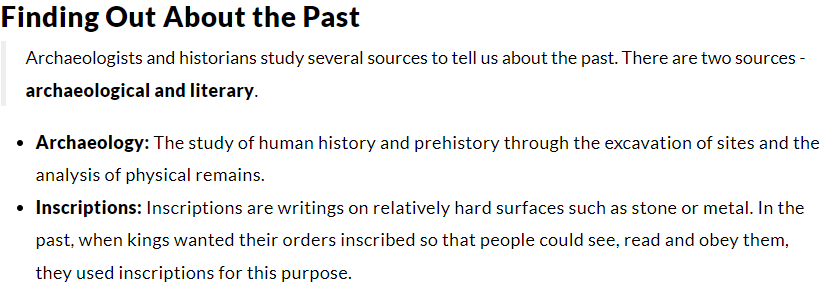 Finding Out About the Past
Archaeologists and historians study several sources to tell us about the past. There are two sources -
archaeological and literary.
• Archaeology: The study of human history and prehistory through the excavation of sites and the
analysis of physical remains.
• Inscriptions: Inscriptions are writings on relatively hard surfaces such as stone or metal. In the
past, when kings wanted their orders inscribed so that people could see, read and obey them,
they used inscriptions for this purpose.